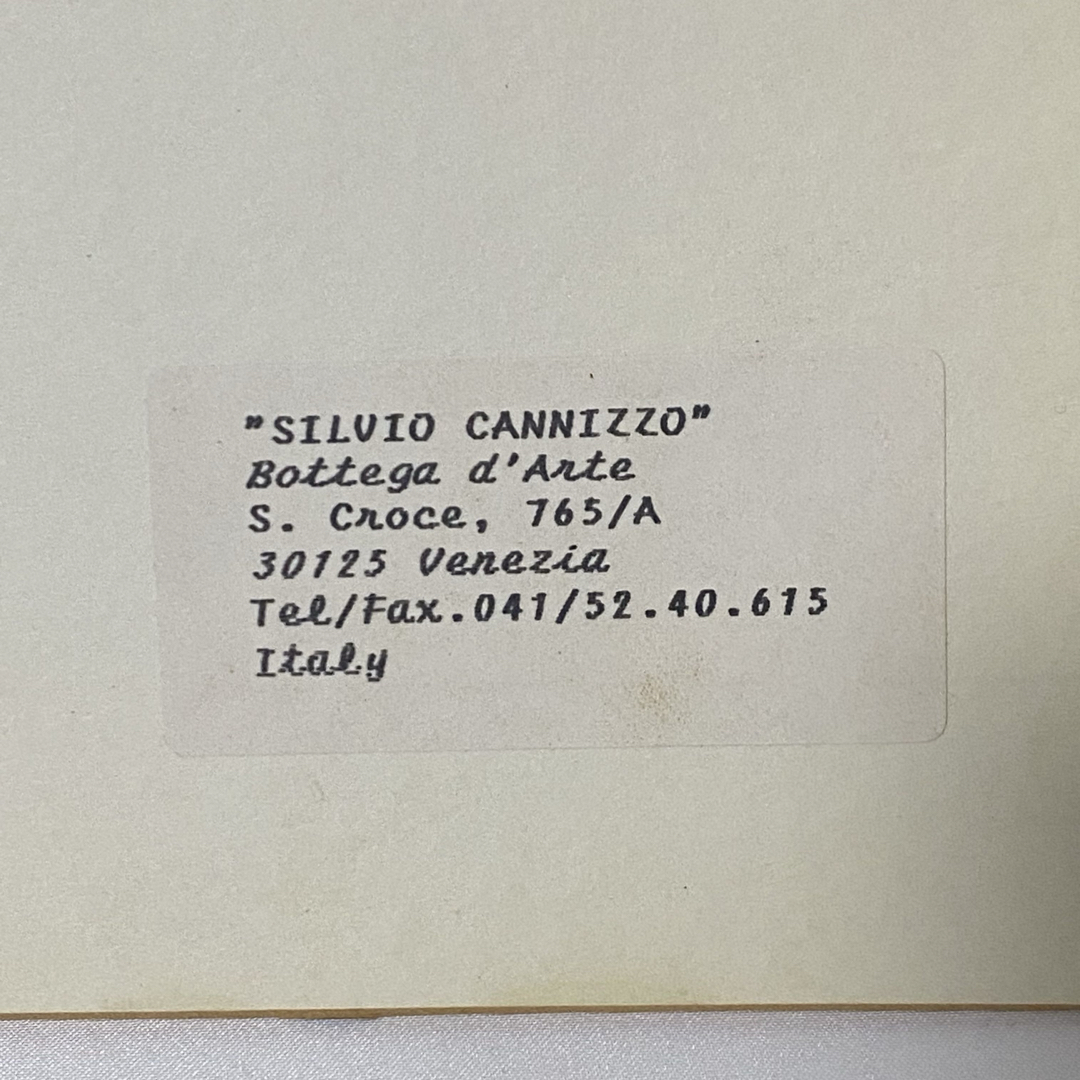 "SILVIO CANNIZZO"
Bottega d'Arte
S. Croce, 765/A
30125 Venezia
Tel/Fax.041/52.40.615
Italy